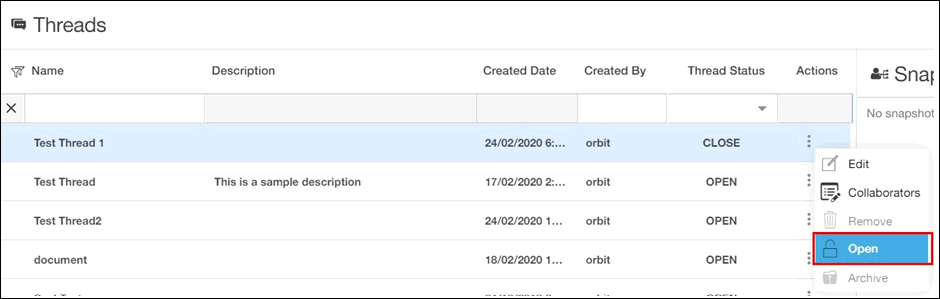 Threads
Name Description Created Date Created By Thread Status Actions
Snap
No snapshot
Test Thread 1 24/02/2020 6:... orbit CLOSE
Test Thread This is a sample description 17/02/2020 2:... orbit OPEN
Test Thread2 24/02/2020 1... orbit OPEN
document 18/02/2020 1... orbit OPEN
Edit
Collaborators
Remove
Open
Archive